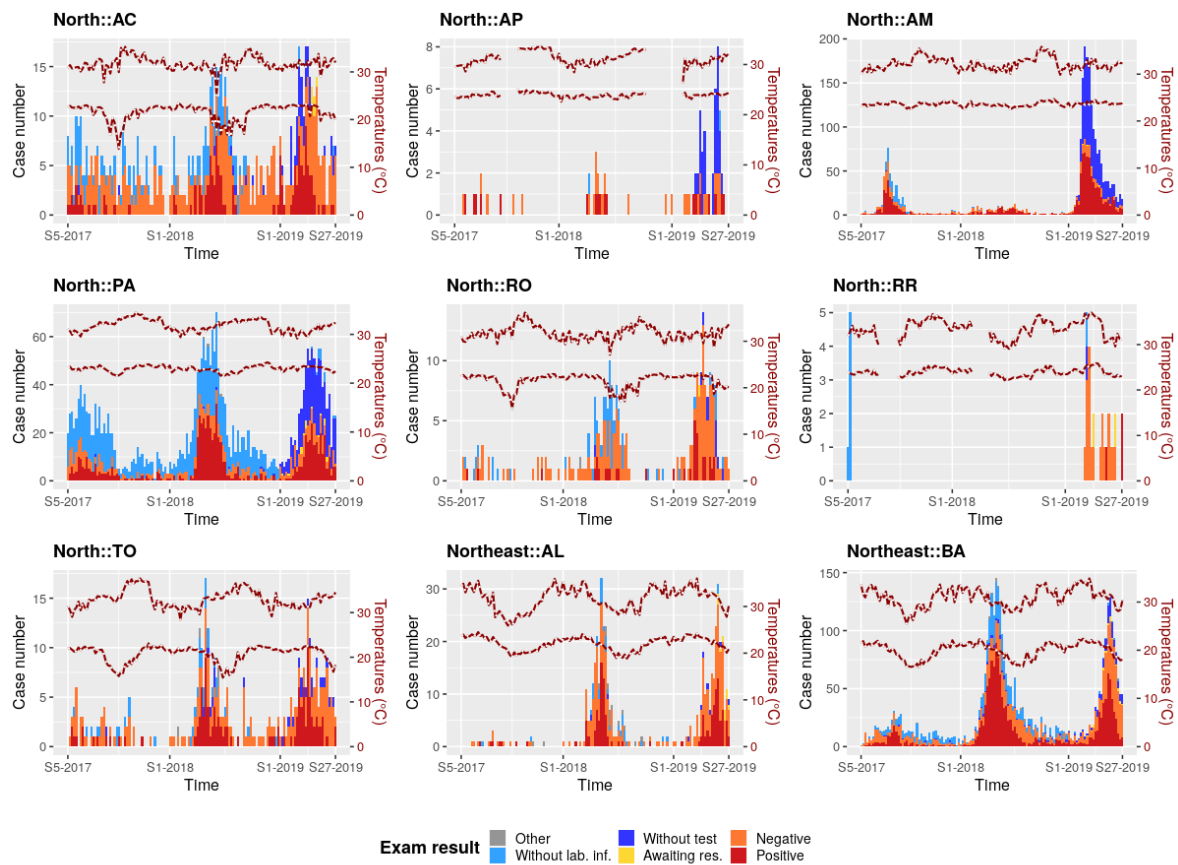 North::AC
North::AP
North::AM
Case number
15
10
5
0
30
20
10
0
Temperatures (°C)
S5-2017
S1-2018
S1-2019
S27-2019
Time
Case number
8
6
4
2
0
30
20
10
0
Temperatures (°C)
S5-2017
S1-2018
S1-2019
S27-2019
Time
Case number
200
150
100
50
0
30
20
10
0
Temperatures (°C)
S5-2017
S1-2018
S1-2019
S27-2019
Time
North::PA
North::RO
North::RR
Case number
60
40
20
0
30
20
10
0
Temperatures (°C)
S5-2017
S1-2018
S1-2019
S27-2019
Time
Case number
10
5
0
30
20
10
0
Temperatures (°C)
S5-2017
S1-2018
S1-2019
S27-2019
Time
Case number
5
4
3
2
1
0
30
20
10
0
Temperatures (°C)
S5-2017
S1-2018
S1-2019
S27-2019
Time
North::TO
Northeast::AL
Northeast::BA
Case number
15
10
5
0
30
20
10
0
Temperatures (°C)
S5-2017
S1-2018
S1-2019
S27-2019
Time
Case number
30
20
10
0
30
20
10
0
Temperatures (°C)
S5-2017
S1-2018
S1-2019
S27-2019
Time
Case number
150
100
50
0
30
20
10
0
Temperatures (°C)
S5-2017
S1-2018
S1-2019
S27-2019
Time
Exam result
Other
Without test
Negative
Without lab. inf.
Awaiting res.
Positive